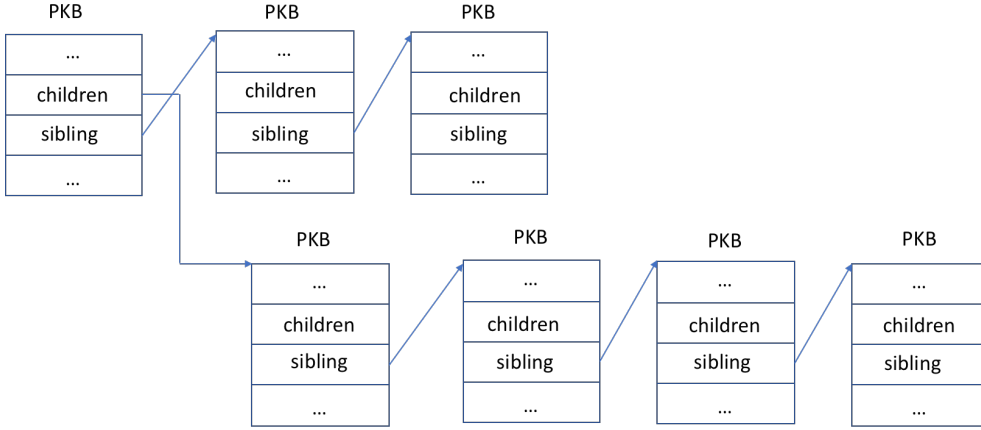 PKB PKB PKB
... ... ...
children children children
sibling sibling sibling
... ... ...
PKB PKB PKB PKB
... ... ... ...
children children children children
sibling sibling sibling sibling
... ... ... ...